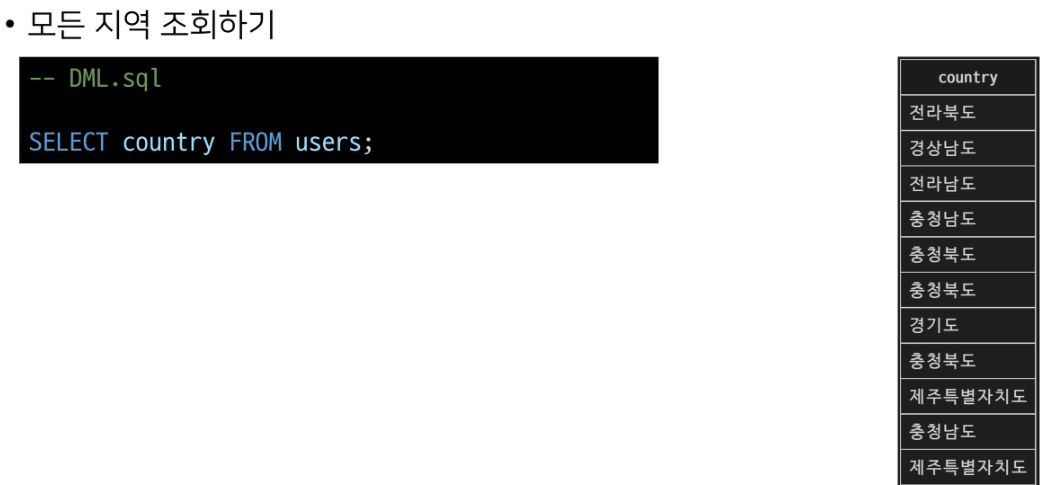 • 모든 지역 조회하기
-- DML.sql
SELECT country FROM users;
country
전라북도
경상남도
전라남도
충청남도
충청북도
충청북도
경기도
충청북도
제주특별자치도
충청남도
제주특별자치도